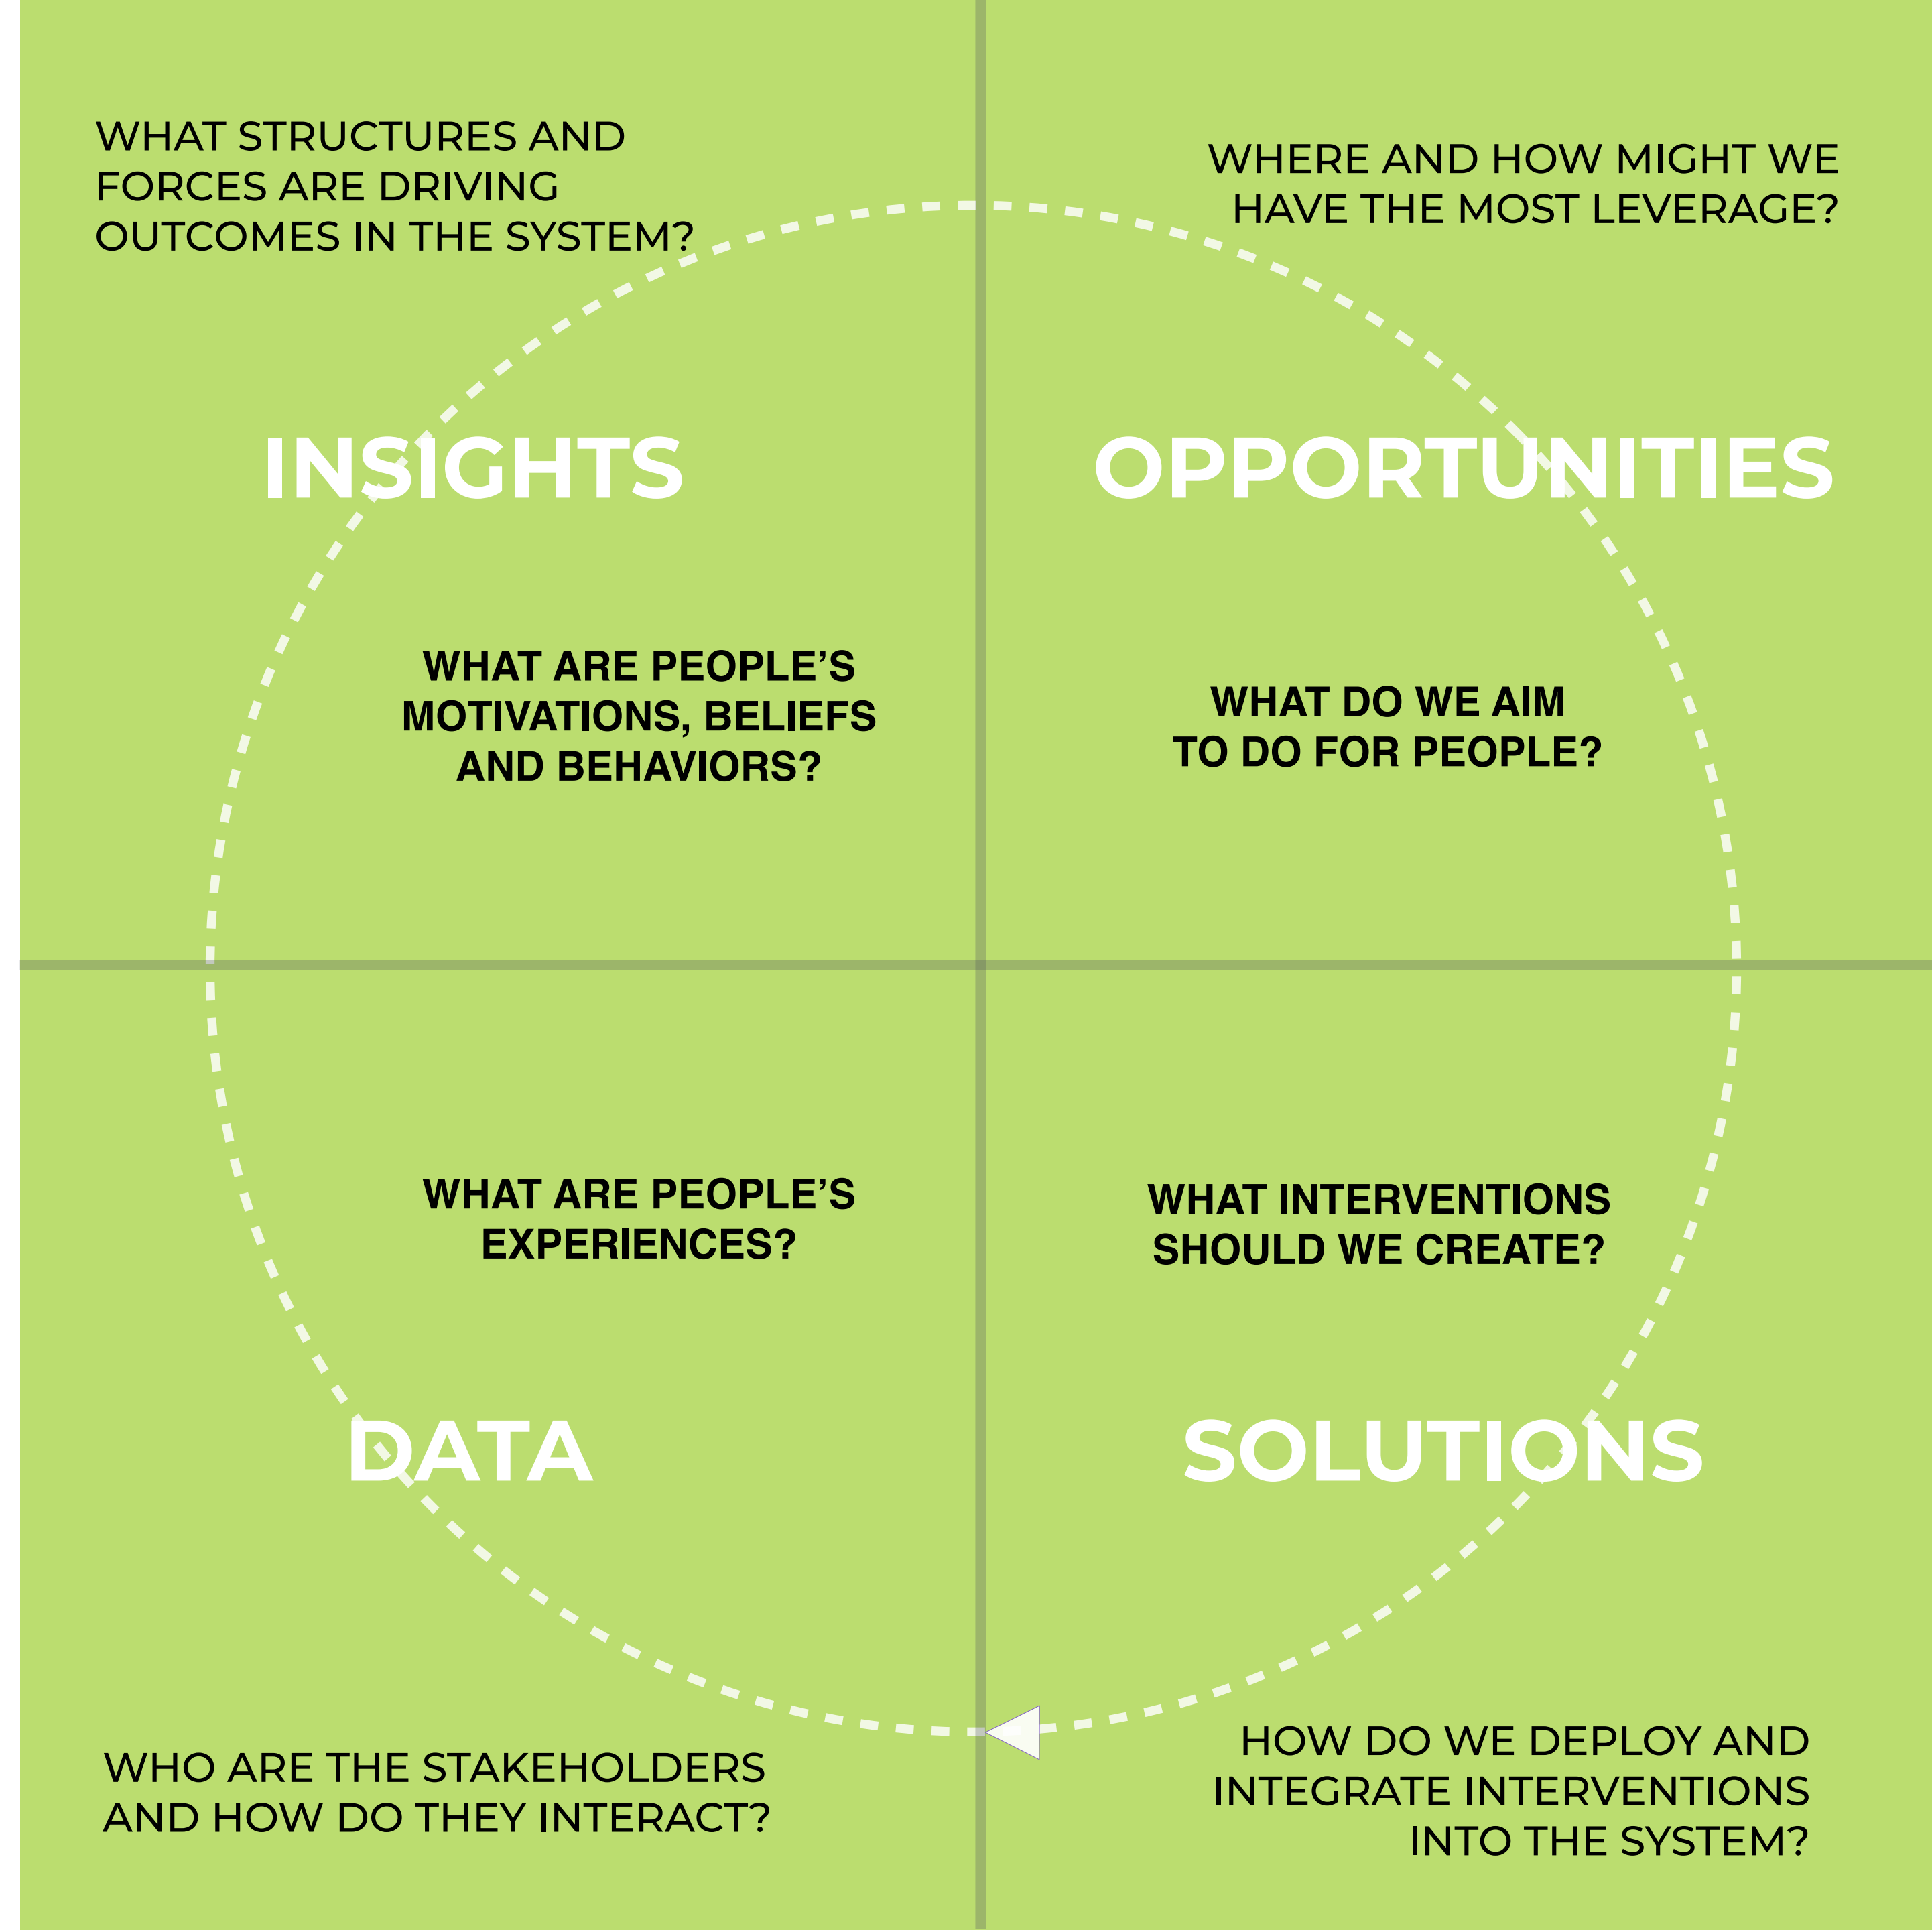 WHAT STRUCTURES AND
FORCES ARE DRIVING
OUTCOMES IN THE SYSTEM?
INSIGHTS
WHAT ARE PEOPLE’S
MOTIVATIONS, BELIEFS
AND BEHAVIORS?
WHERE AND HOW MIGHT WE
HAVE THE MOST LEVERAGE?
OPPORTUNITIES
WHAT DO WE AIM
TO DO FOR PEOPLE?
WHAT ARE PEOPLE’S
EXPERIENCES?
DATA
WHO ARE THE STAKEHOLDERS
AND HOW DO THEY INTERACT?
WHAT INTERVENTIONS
SHOULD WE CREATE?
SOLUTIONS
HOW DO WE DEPLOY AND
INTEGRATE INTERVENTIONS
INTO THE SYSTEM?